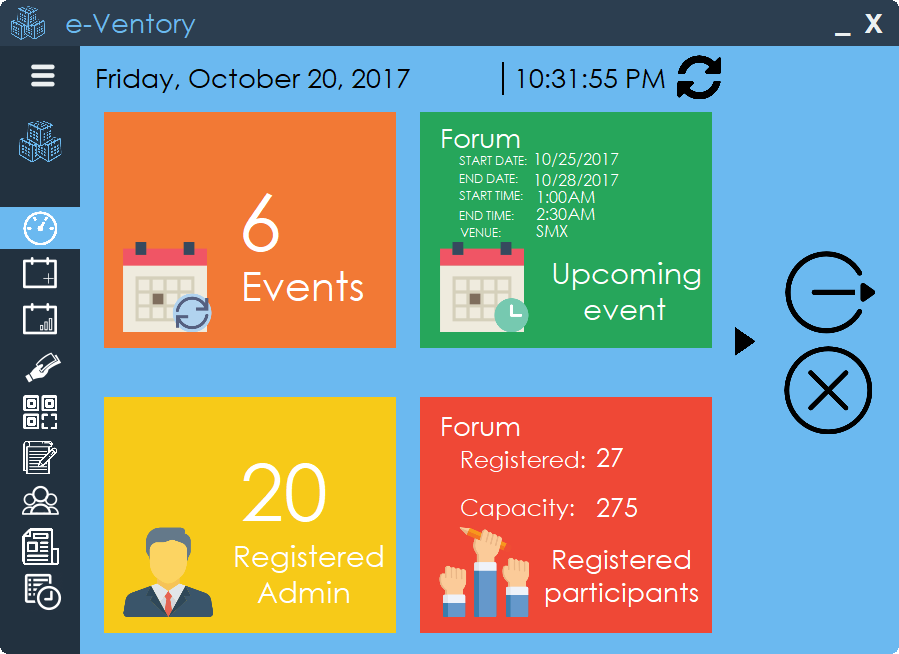 e-Ventory
_ X
Friday, October 20, 2017 | 10:31:55 PM
6
Events
Forum
START DATE: 10/25/2017
END DATE: 10/28/2017
START TIME: 1:00AM
END TIME: 2:30AM
VENUE: SMX
Upcoming
event
20
Registered
Admin
Forum
Registered: 27
Capacity: 275
Registered
participants